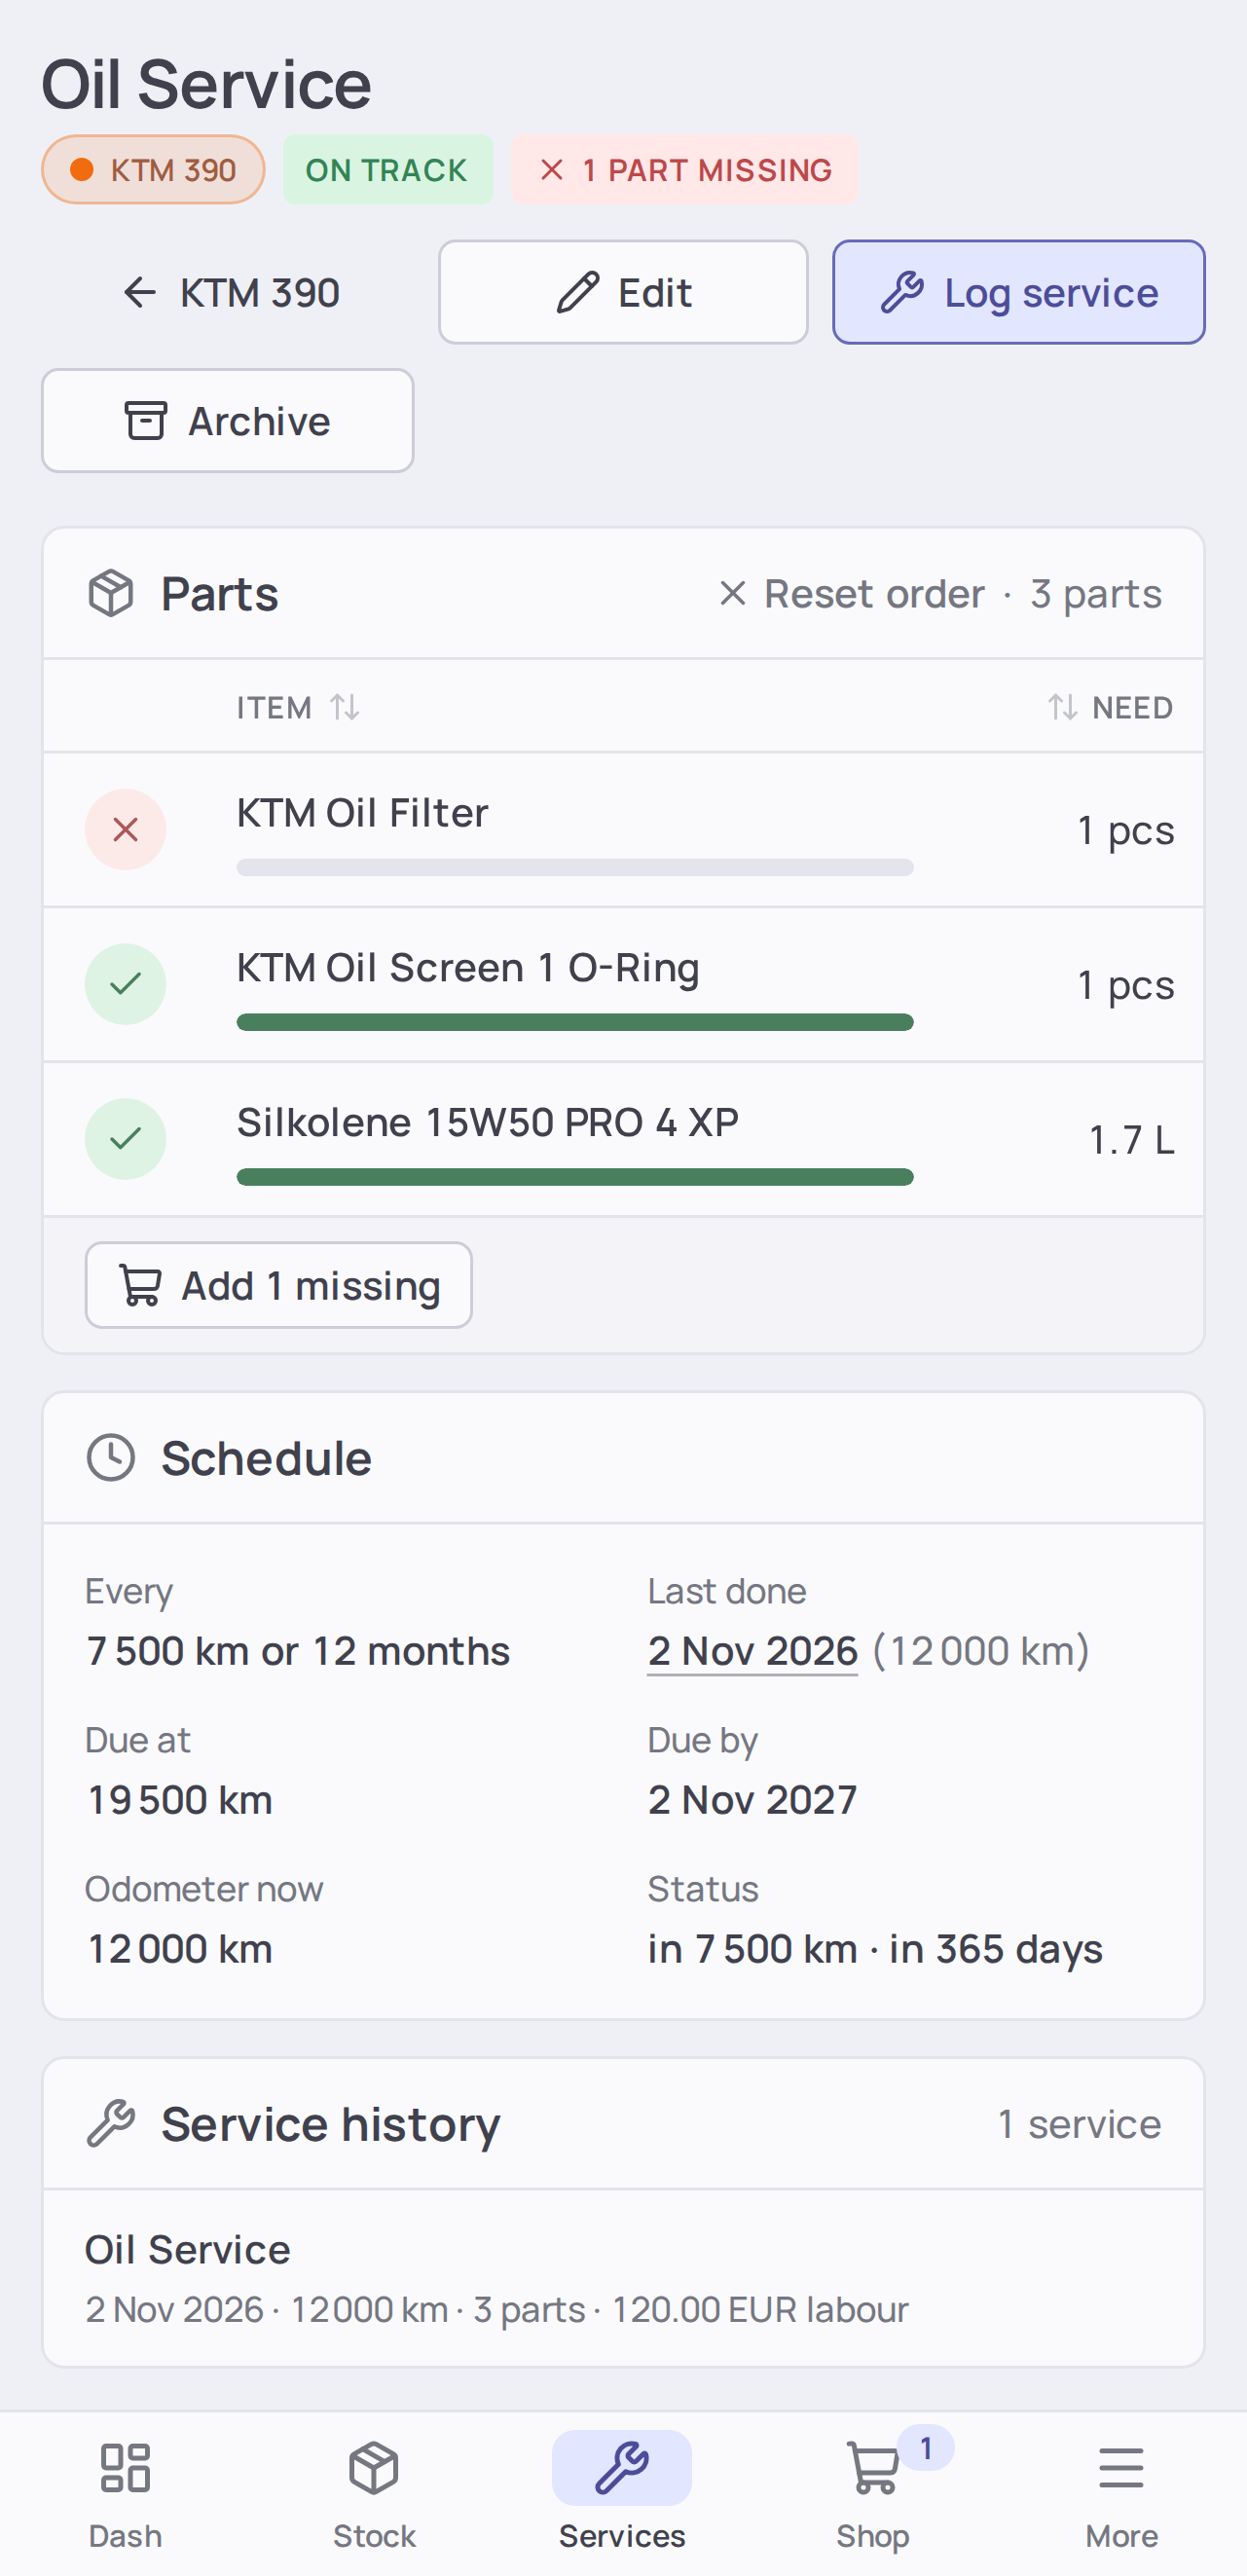 Oil Service
KTM 390 ON TRACK 1 PART MISSING
KTM 390 Edit Log service
Archive
Parts Reset order · 3 parts
ITEM NEED
KTM Oil Filter 1 pcs
KTM Oil Screen 1 O-Ring 1 pcs
Silkolene 15W50 PRO 4 XP 1.7 L
Add 1 missing
Schedule
Every Last done
7 500 km or 12 months 2 Nov 2026 (12 000 km)
Due at Due by
19 500 km 2 Nov 2027
Odometer now Status
12 000 km in 7 500 km · in 365 days
Service history 1 service
Oil Service
2 Nov 2026 · 12 000 km · 3 parts · 120.00 EUR labour
1
Dash Stock Services Shop More